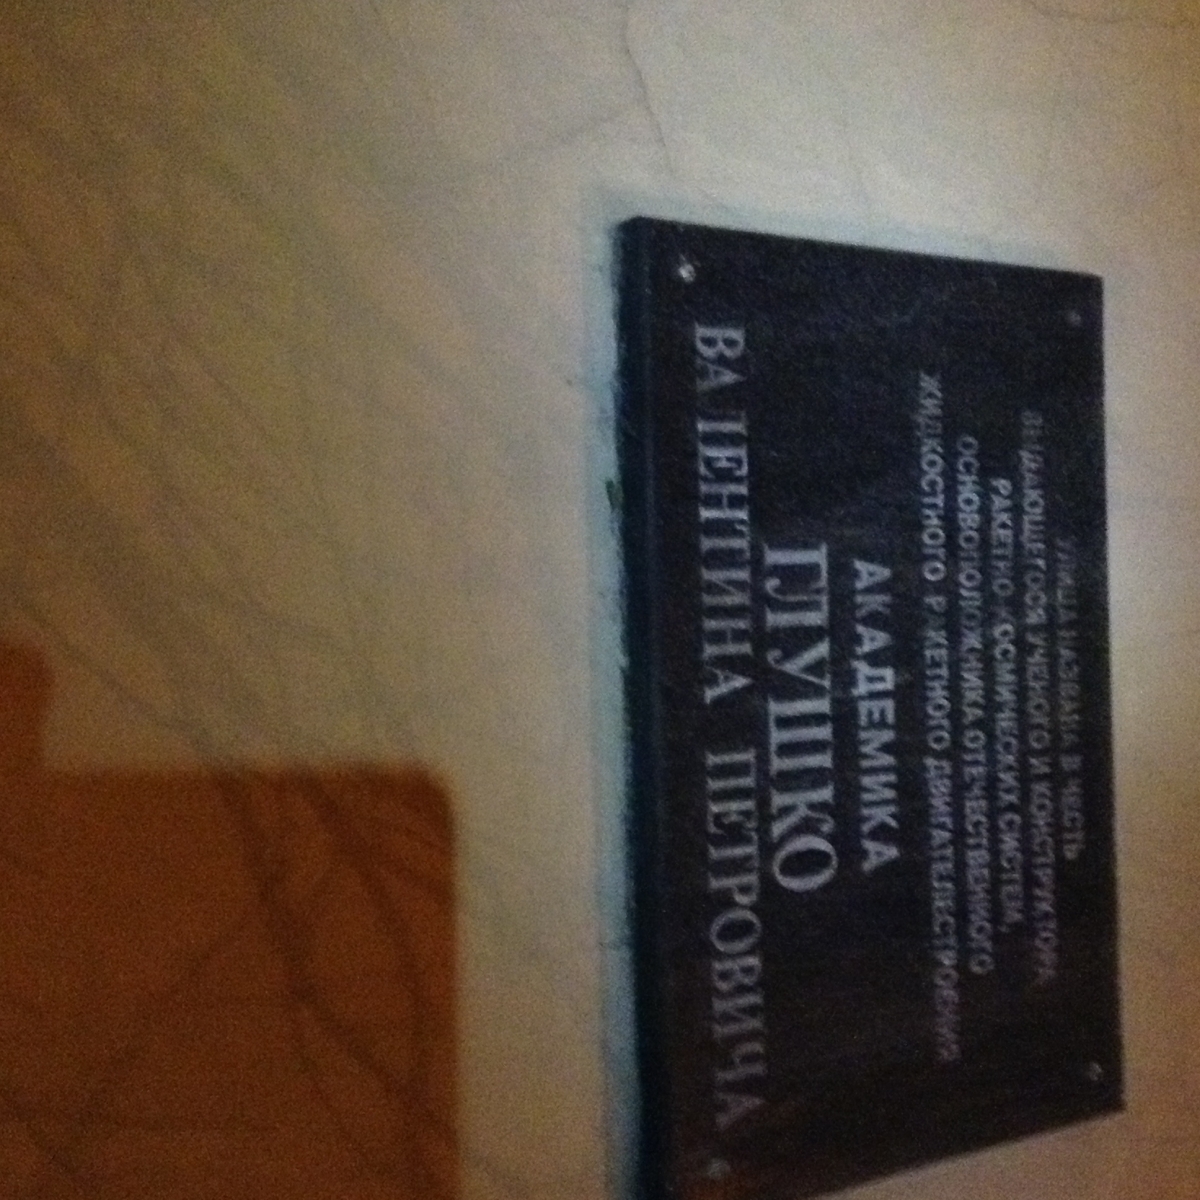 УЛИЦА НАЗВАНА В ЧЕСТЬ
ВЫДАЮЩЕГОСЯ УЧЕНОГО И КОНСТРУКТОРА
РАКЕТНО-КОСМИЧЕСКИХ СИСТЕМ,
ОСНОВОПОЛОЖНИКА ОТЕЧЕСТВЕННОГО
ЖИДКОСТНОГО РАКЕТНОГО ДВИГАТЕЛЕСТРОЕНИЯ
АКАДЕМИКА
ГЛУШКО
ВАЛЕНТИНА ПЕТРОВИЧА